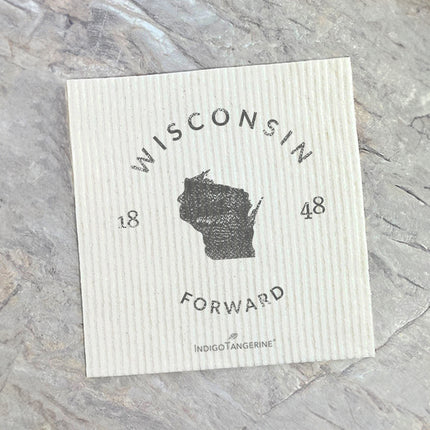 WISCONSIN
18 48
FORWARD
INDIGOTANGERINE®